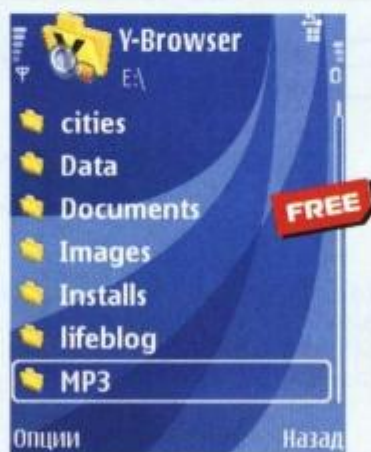 Y-Browser
E:\
cities
Data
Documents
FREE
Images
Installs
lifeblog
MP3
Опции
Назад